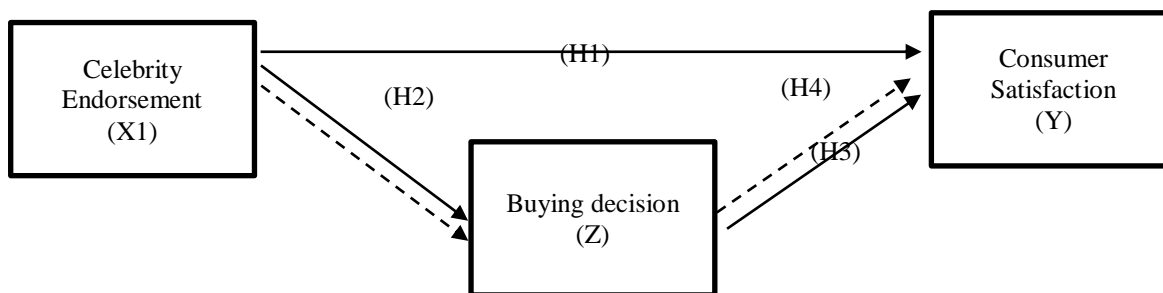 Celebrity
Endorsement
(X1)
(H1)
(H2)
(H4)
(H3)
Consumer
Satisfaction
(Y)
Buying decision
(Z)